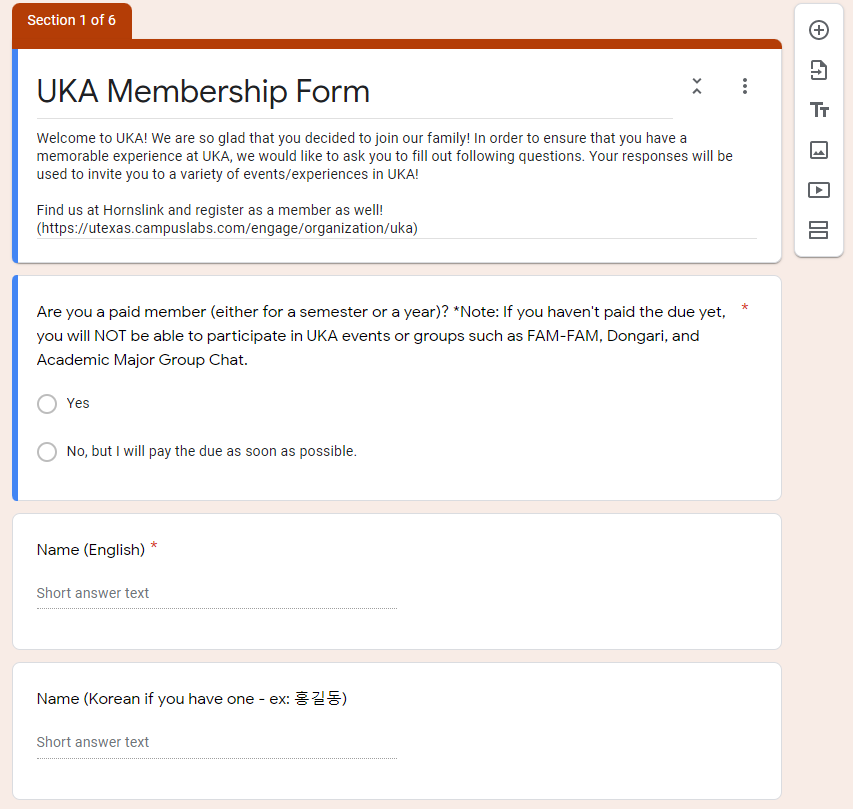 Section 1 of 6
UKA Membership Form
Welcome to UKA! We are so glad that you decided to join our family! In order to ensure that you have a
memorable experience at UKA, we would like to ask you to fill out following questions. Your responses will be
used to invite you to a variety of events/experiences in UKA!
Find us at Hornslink and register as a member as well!
(https://utexas.campuslabs.com/engage/organization/uka)
Are you a paid member (either for a semester or a year)? *Note: If you haven't paid the due yet, *
you will NOT be able to participate in UKA events or groups such as FAM-FAM, Dongari, and
Academic Major Group Chat.
Yes
No, but I will pay the due as soon as possible.
Name (English) *
Short answer text
Name (Korean if you have one - ex: 홍길동)
Short answer text